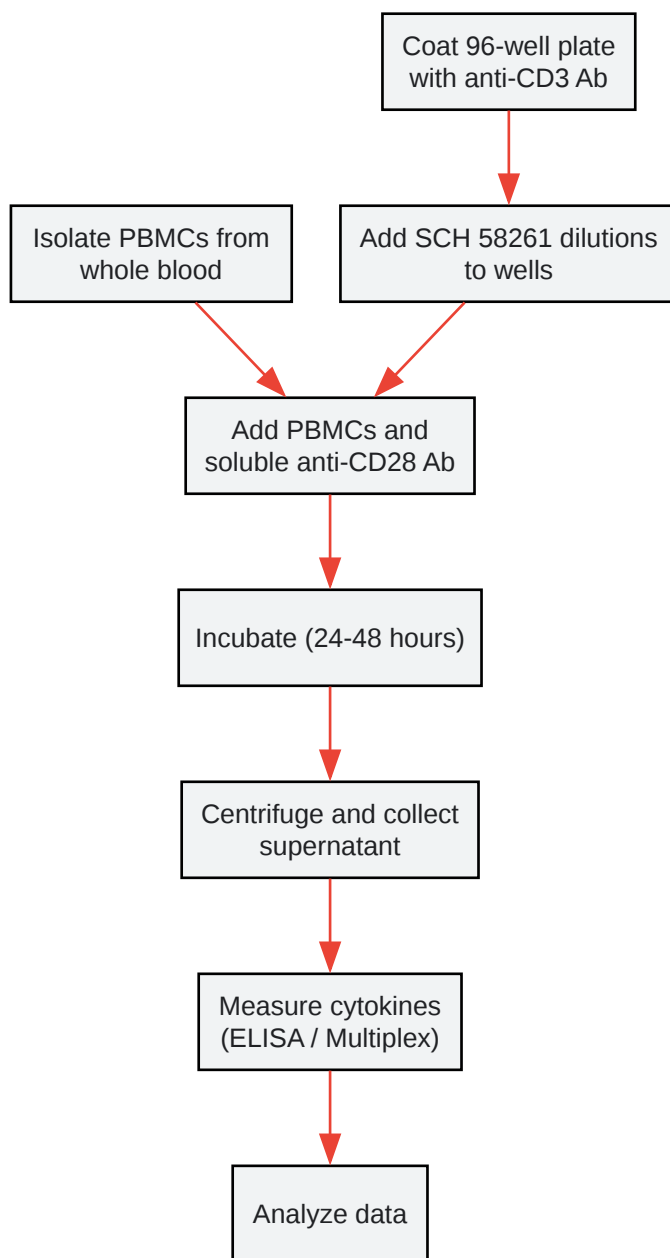 Coat 96-well plate
with anti-CD3 Ab
Isolate PBMCs from
whole blood
Add SCH 58261 dilutions
to wells
Add PBMCs and
soluble anti-CD28 Ab
Incubate (24-48 hours)
Centrifuge and collect
supernatant
Measure cytokines
(ELISA / Multiplex)
Analyze data